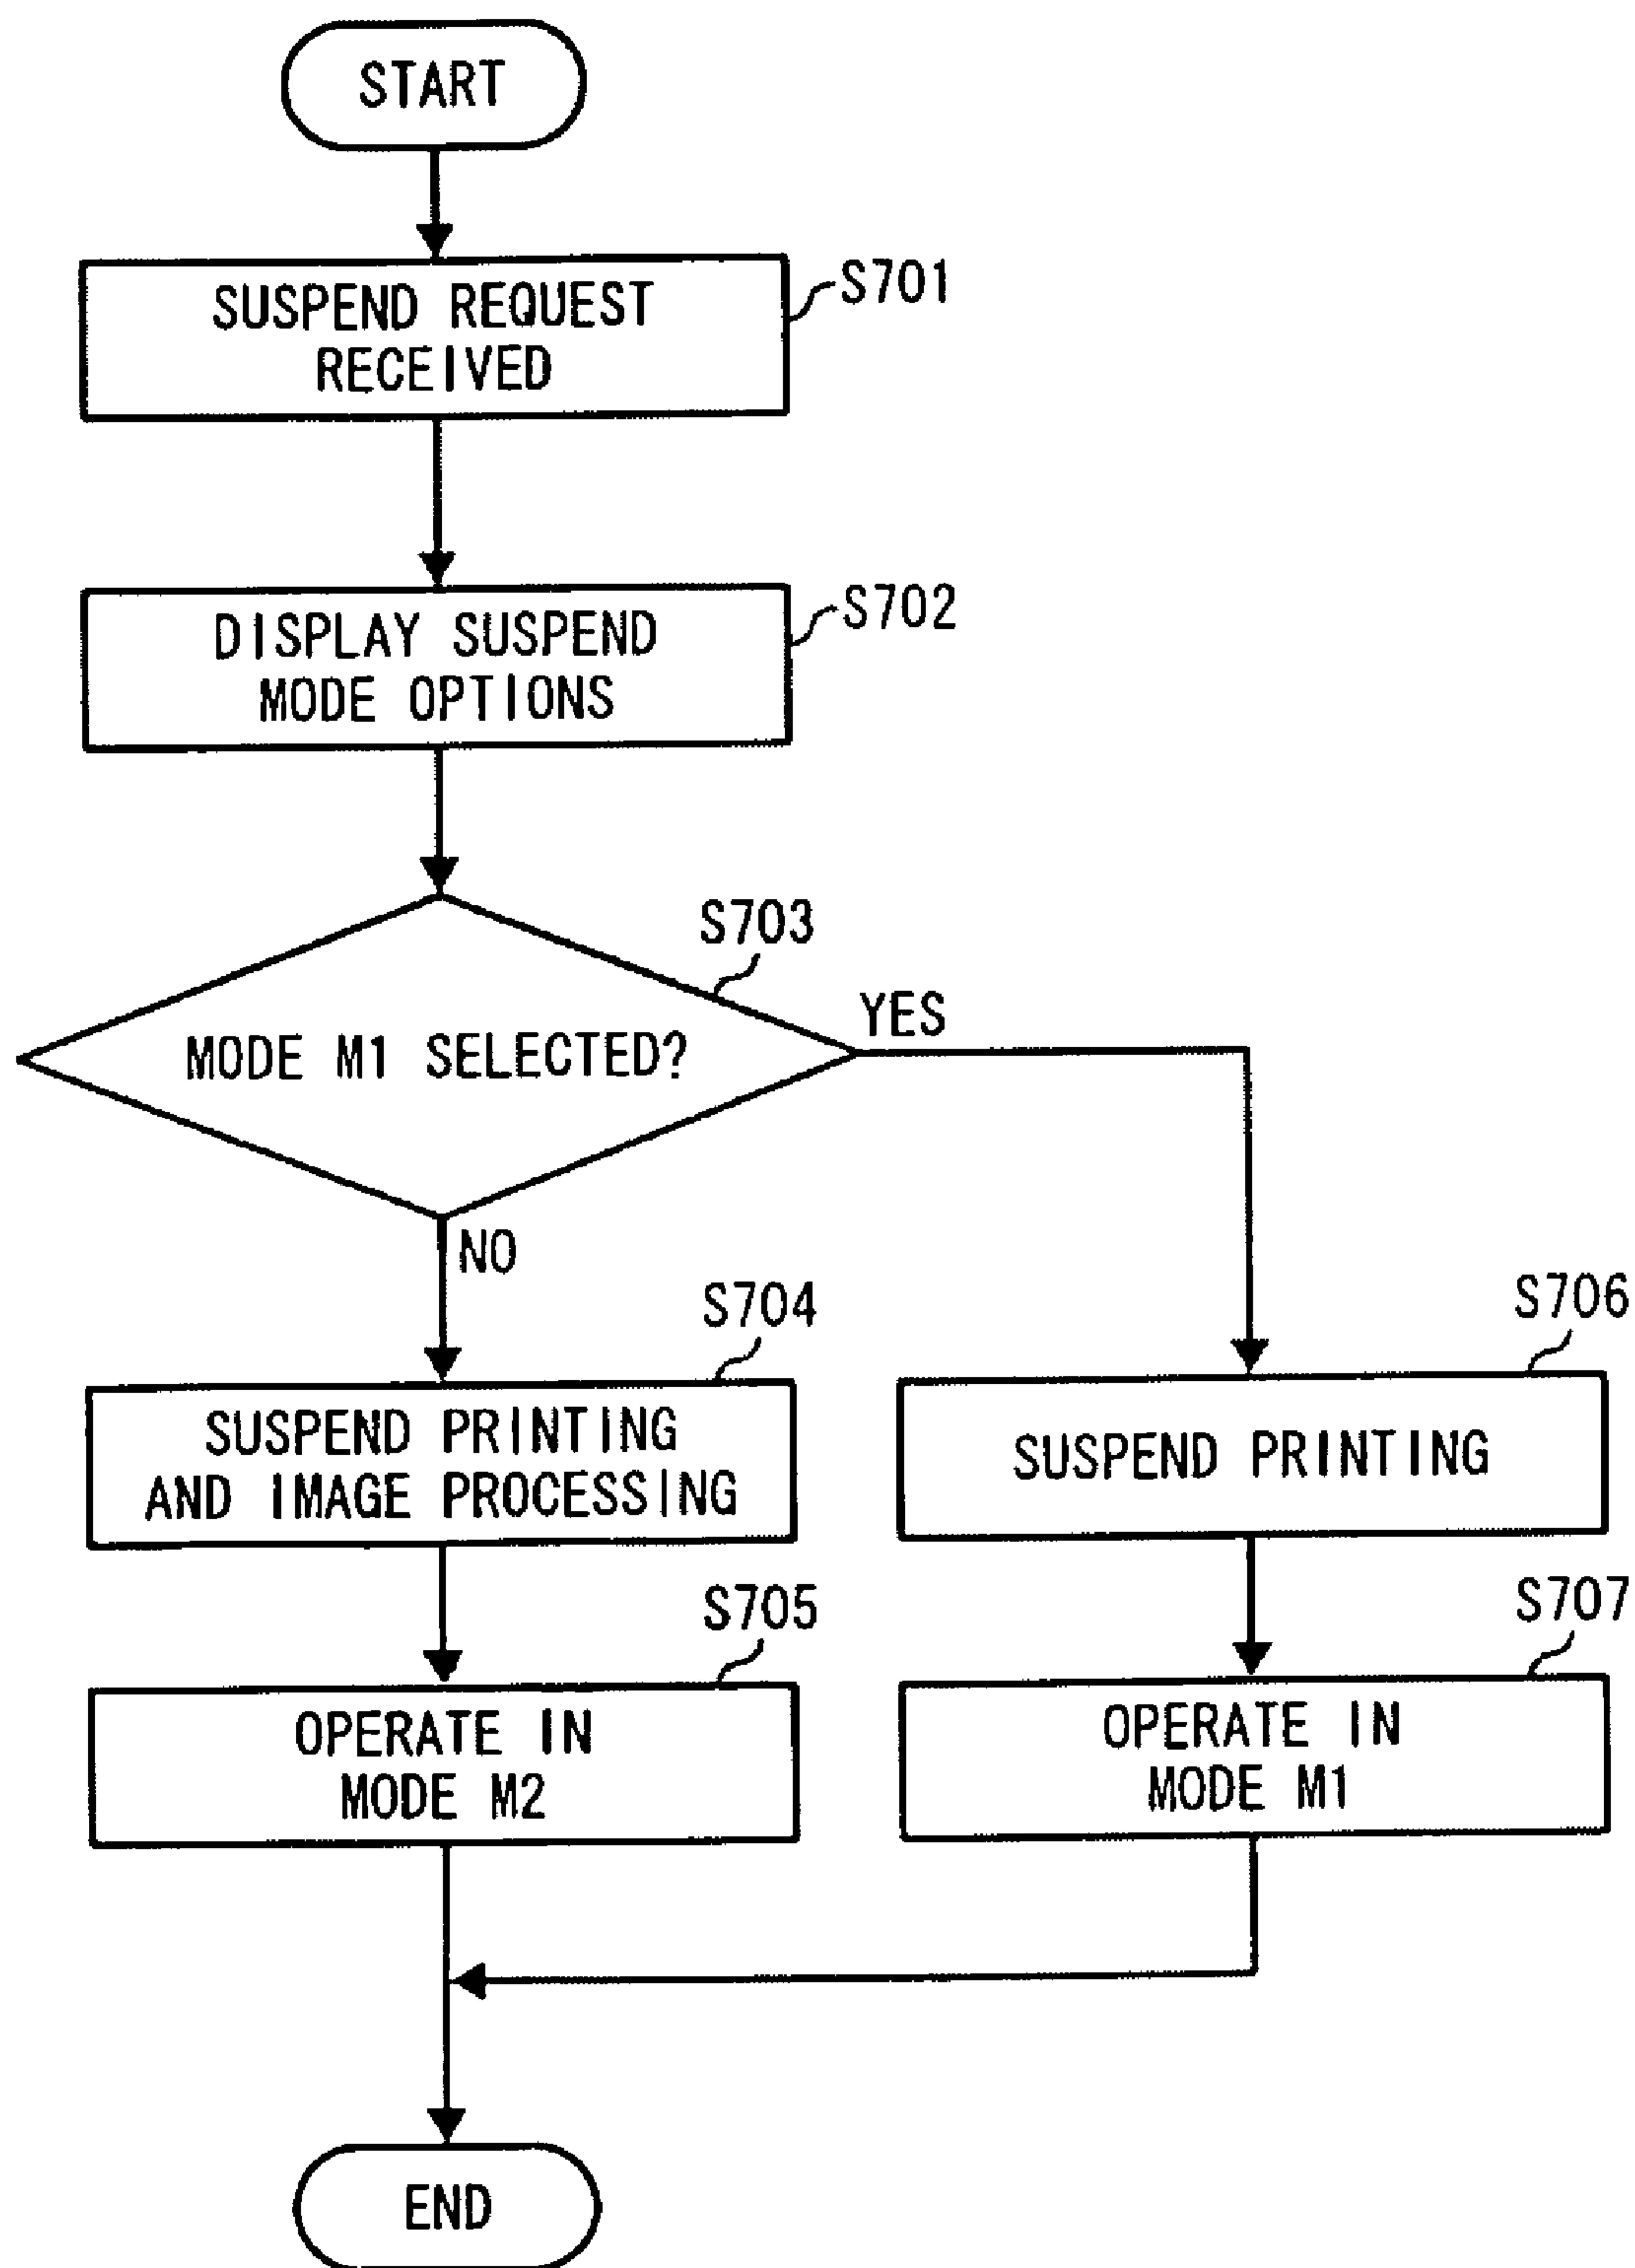 START
SUSPEND REQUEST
RECEIVED
S701
DISPLAY SUSPEND
MODE OPTIONS
S702
S703
MODE M1 SELECTED?
YES
NO
S704
SUSPEND PRINTING
AND IMAGE PROCESSING
S706
SUSPEND PRINTING
S705
OPERATE IN
MODE M2
S707
OPERATE IN
MODE M1
END